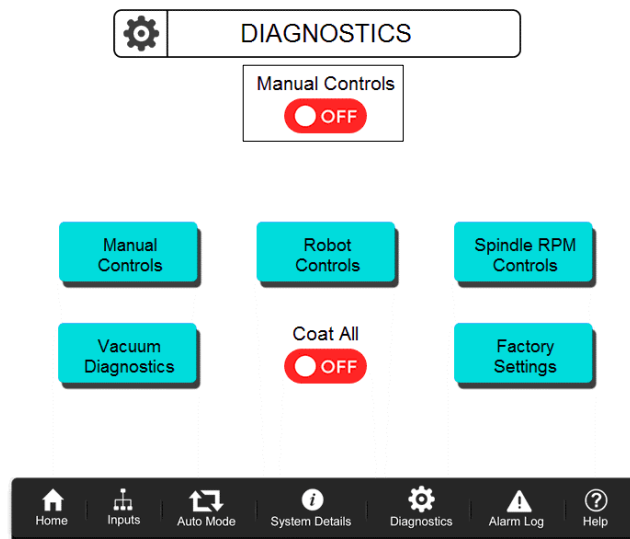 DIAGNOSTICS
Manual Controls
OFF
Manual
Controls
Robot
Controls
Spindle RPM
Controls
Vacuum
Diagnostics
Coat All
OFF
Factory
Settings
Home
Inputs
Auto Mode
System Details
Diagnostics
Alarm Log
Help